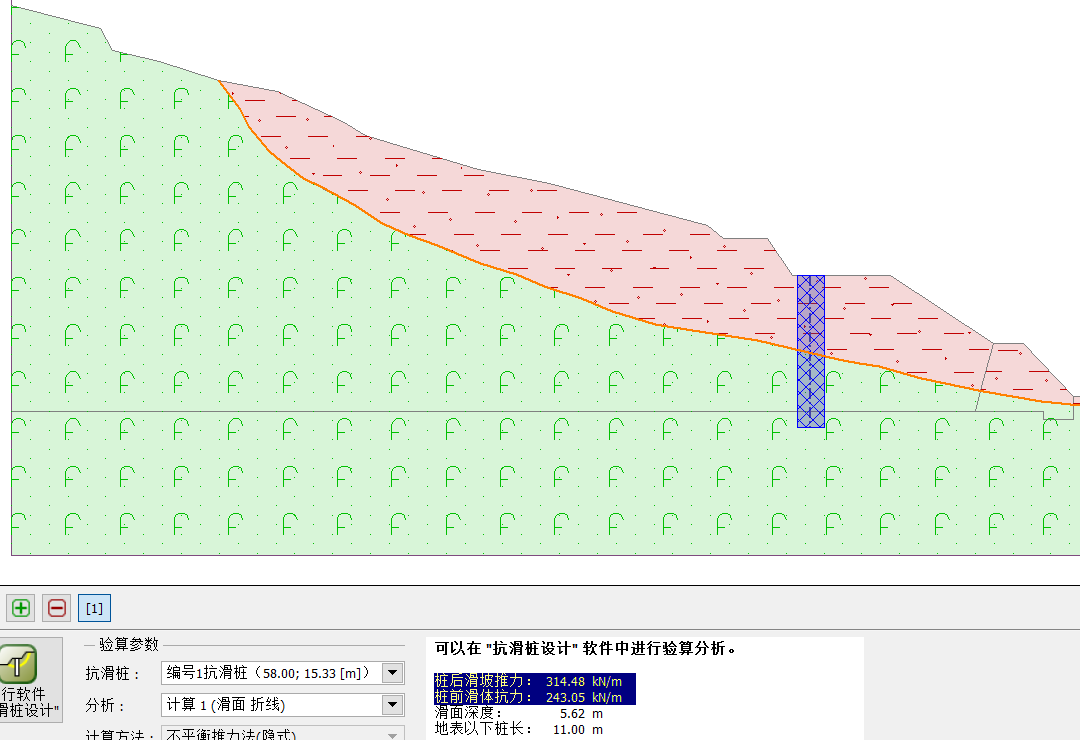 [1]
验算参数
可以在 "抗滑桩设计" 软件中进行验算分析。
抗滑桩：
编号1抗滑桩（58.00; 15.33 [m]）
桩后滑坡推力： 314.48 kN/m
行软件
桩前滑体抗力： 243.05 kN/m
滑桩设计"
分析：
计算 1 (滑面 折线)
滑面深度： 5.62 m
地表以下桩长： 11.00 m
计算方法：
不平衡推力法(隐式)